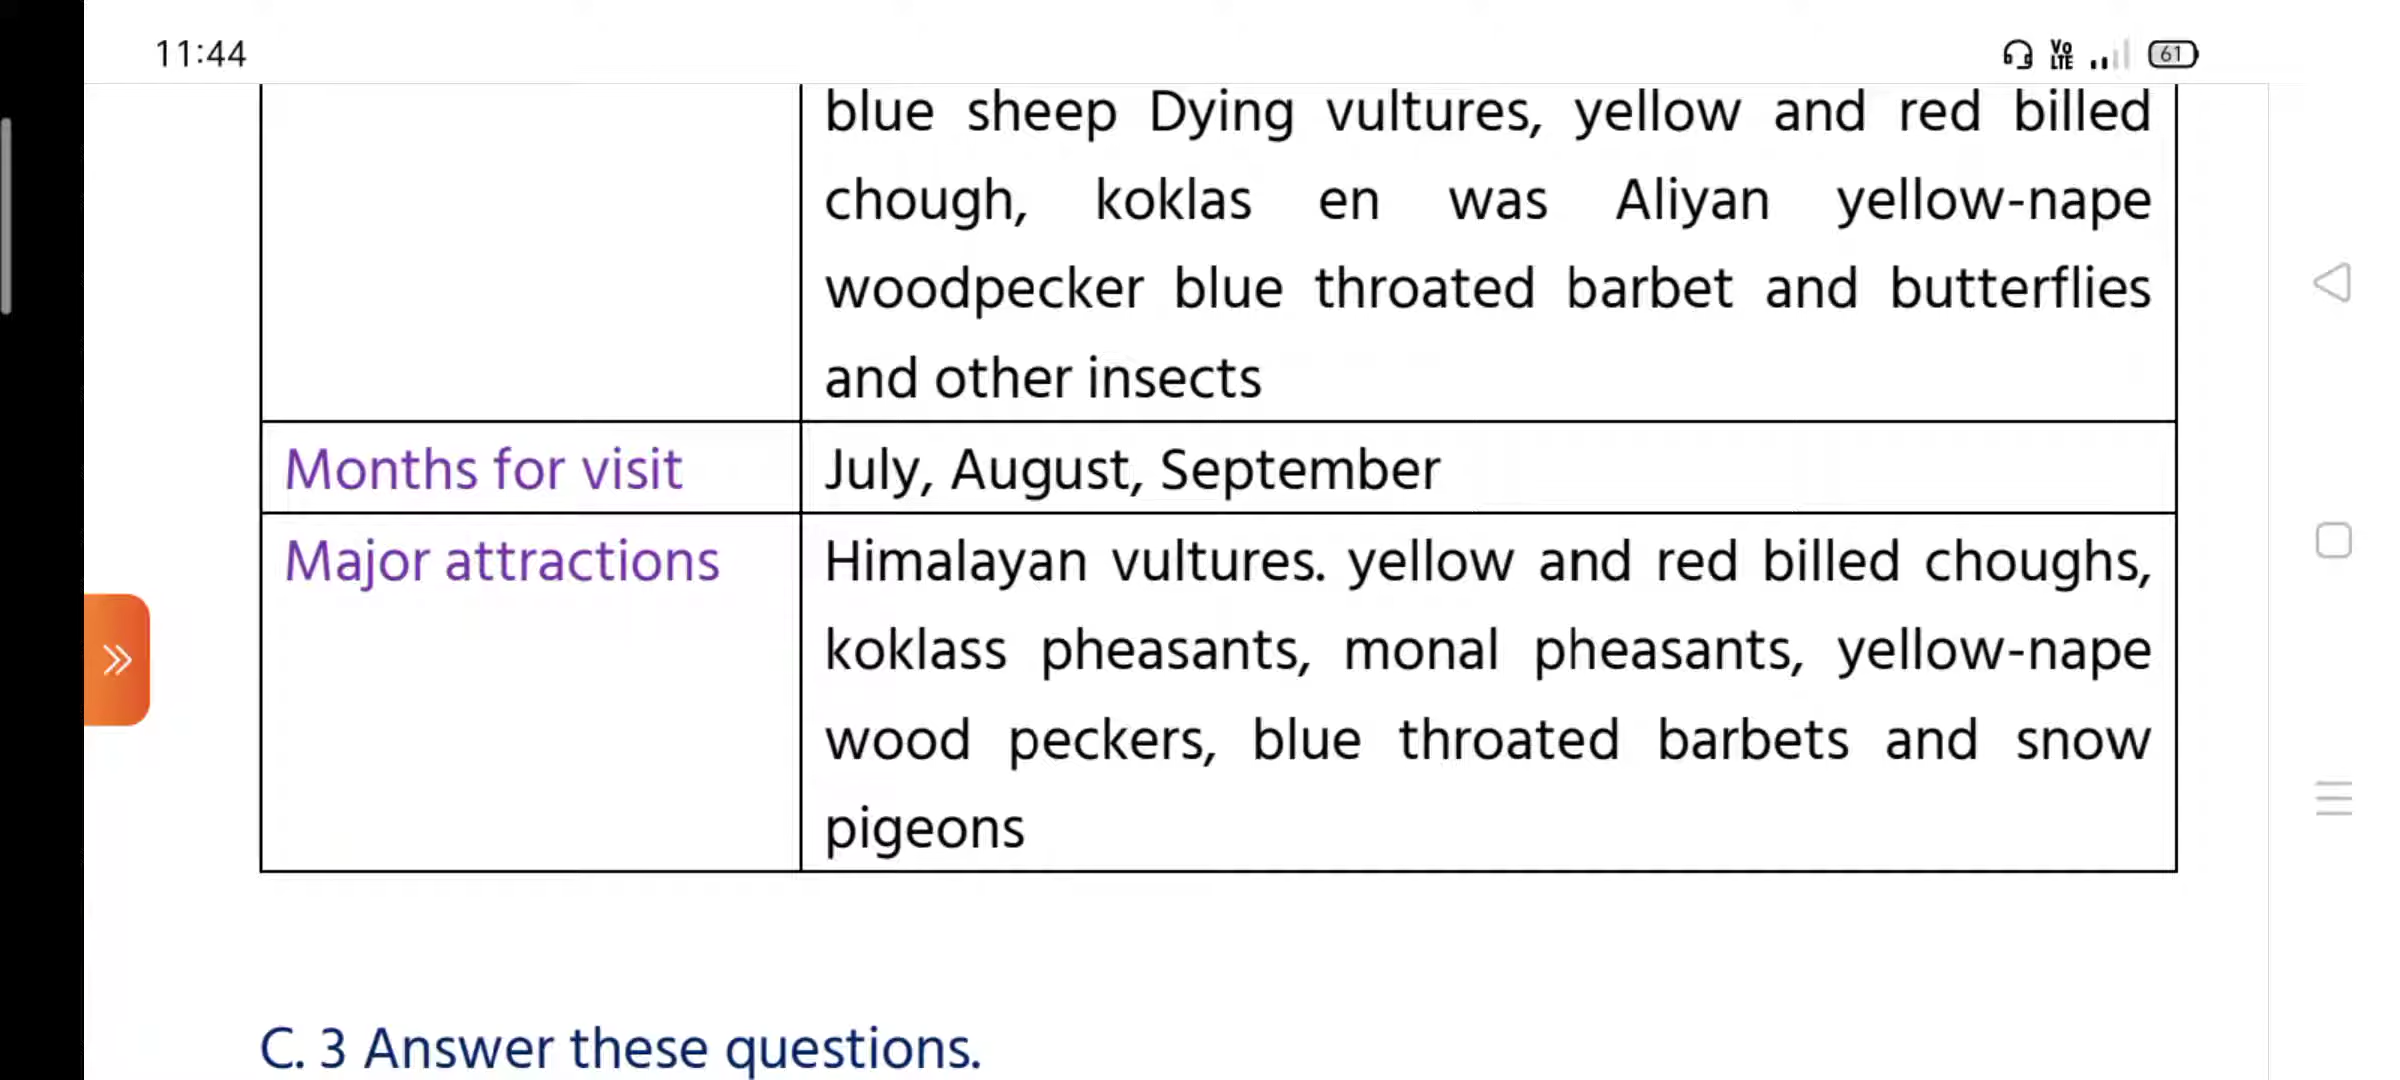 11:44
Vo LTE
61
blue sheep Dying vultures, yellow and red billed
chough, koklas en was Aliyan yellow-nape
woodpecker blue throated barbet and butterflies
and other insects
Months for visit
July, August, September
Major attractions
Himalayan vultures. yellow and red billed choughs,
koklass pheasants, monal pheasants, yellow-nape
wood peckers, blue throated barbets and snow
pigeons
C. 3 Answer these questions.